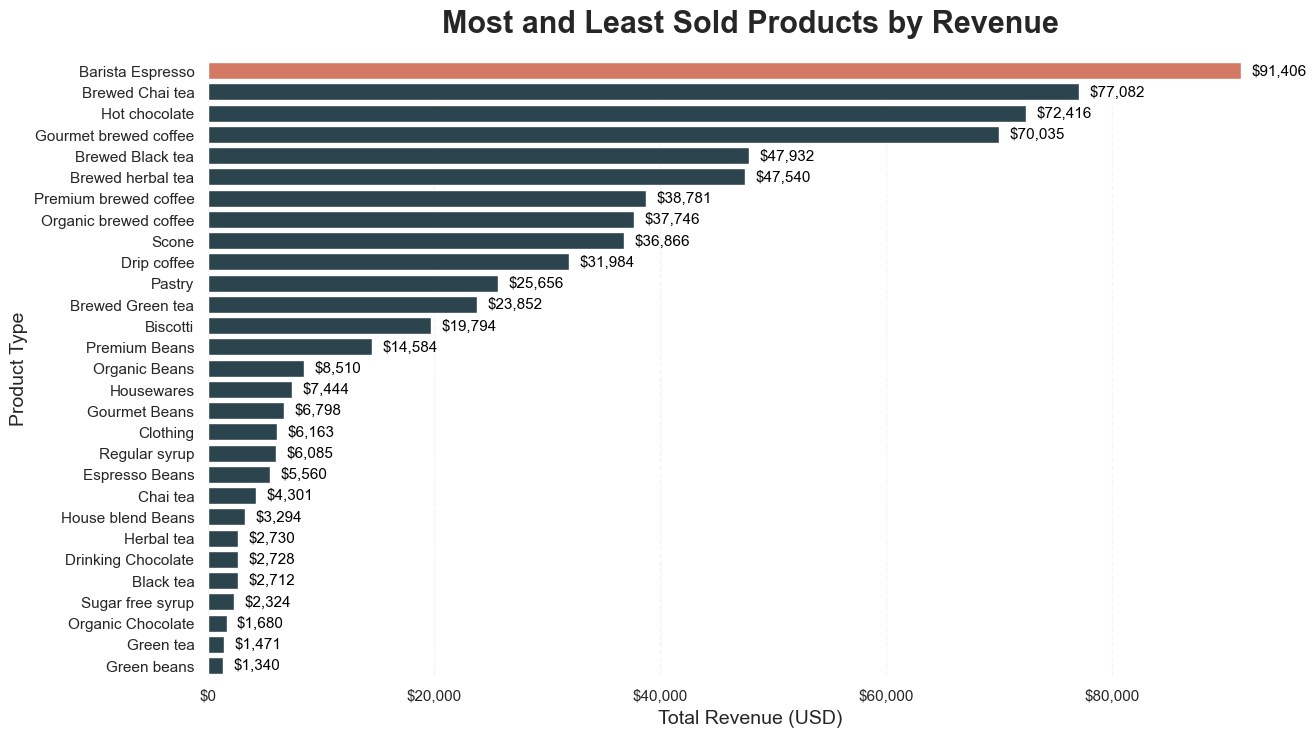 Most and Least Sold Products by Revenue
Barista Espresso $91,406
Brewed Chai tea $77,082
Hot chocolate $72,416
Gourmet brewed coffee $70,035
Brewed Black tea $47,932
Brewed herbal tea $47,540
Premium brewed coffee $38,781
Organic brewed coffee $37,746
Scone $36,866
Drip coffee $31,984
Pastry $25,656
Brewed Green tea $23,852
Biscotti $19,794
Premium Beans $14,584
Organic Beans $8,510
Housewares $7,444
Gourmet Beans $6,798
Clothing $6,163
Regular syrup $6,085
Espresso Beans $5,560
Chai tea $4,301
House blend Beans $3,294
Herbal tea $2,730
Drinking Chocolate $2,728
Black tea $2,712
Sugar free syrup $2,324
Organic Chocolate $1,680
Green tea $1,471
Green beans $1,340
Product Type
$0 $20,000 $40,000 $60,000 $80,000
Total Revenue (USD)